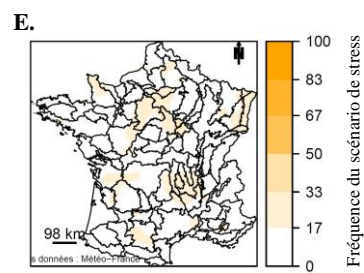 E.
N
98 km
s données : Météo−France
100
83
67
50
33
17
0
Fréquence du scénario de stress